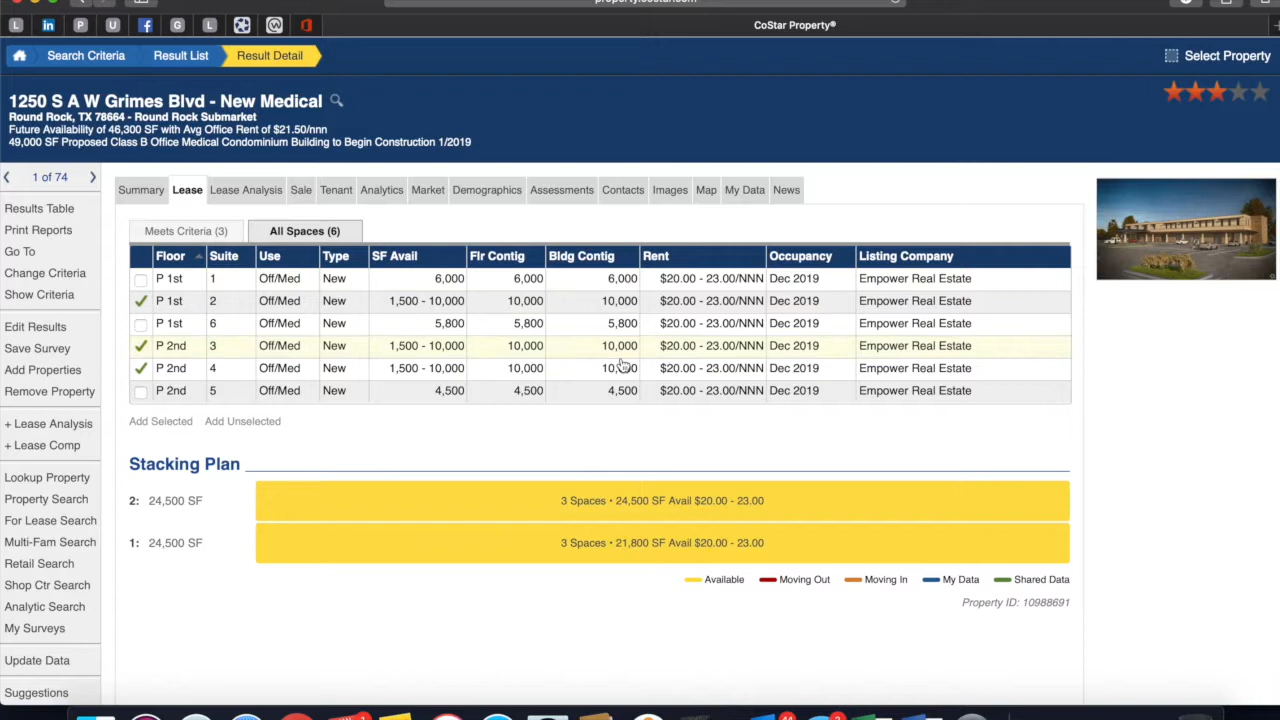 property.costar.com
L
P
U
G
L
CoStar Property®
Search Criteria
Result List
Result Detail
Select Property
1250 S A W Grimes Blvd - New Medical
Round Rock, TX 78664 - Round Rock Submarket
Future Availability of 46,300 SF with Avg Office Rent of $21.50/nnn
49,000 SF Proposed Class B Office Medical Condominium Building to Begin Construction 1/2019
1 of 74
Results Table
Print Reports
Go To
Change Criteria
Show Criteria
Edit Results
Save Survey
Add Properties
Remove Property
+ Lease Analysis
+ Lease Comp
Lookup Property
Property Search
For Lease Search
Multi-Fam Search
Retail Search
Shop Ctr Search
Analytic Search
My Surveys
Update Data
Suggestions
Summary Lease Lease Analysis Sale Tenant Analytics Market Demographics Assessments Contacts Images Map My Data News
Meets Criteria (3) All Spaces (6)
Floor Suite Use Type SF Avail Flr Contig Bldg Contig Rent Occupancy Listing Company
P 1st 1 Off/Med New 6,000 6,000 6,000 $20.00 - 23.00/NNN Dec 2019 Empower Real Estate
P 1st 2 Off/Med New 1,500 - 10,000 10,000 10,000 $20.00 - 23.00/NNN Dec 2019 Empower Real Estate
P 1st 6 Off/Med New 5,800 5,800 5,800 $20.00 - 23.00/NNN Dec 2019 Empower Real Estate
P 2nd 3 Off/Med New 1,500 - 10,000 10,000 10,000 $20.00 - 23.00/NNN Dec 2019 Empower Real Estate
P 2nd 4 Off/Med New 1,500 - 10,000 10,000 10,000 $20.00 - 23.00/NNN Dec 2019 Empower Real Estate
P 2nd 5 Off/Med New 4,500 4,500 4,500 $20.00 - 23.00/NNN Dec 2019 Empower Real Estate
Add Selected Add Unselected
Stacking Plan
2: 24,500 SF 3 Spaces • 24,500 SF Avail $20.00 - 23.00
1: 24,500 SF 3 Spaces • 21,800 SF Avail $20.00 - 23.00
Available Moving Out Moving In My Data Shared Data
Property ID: 10988691